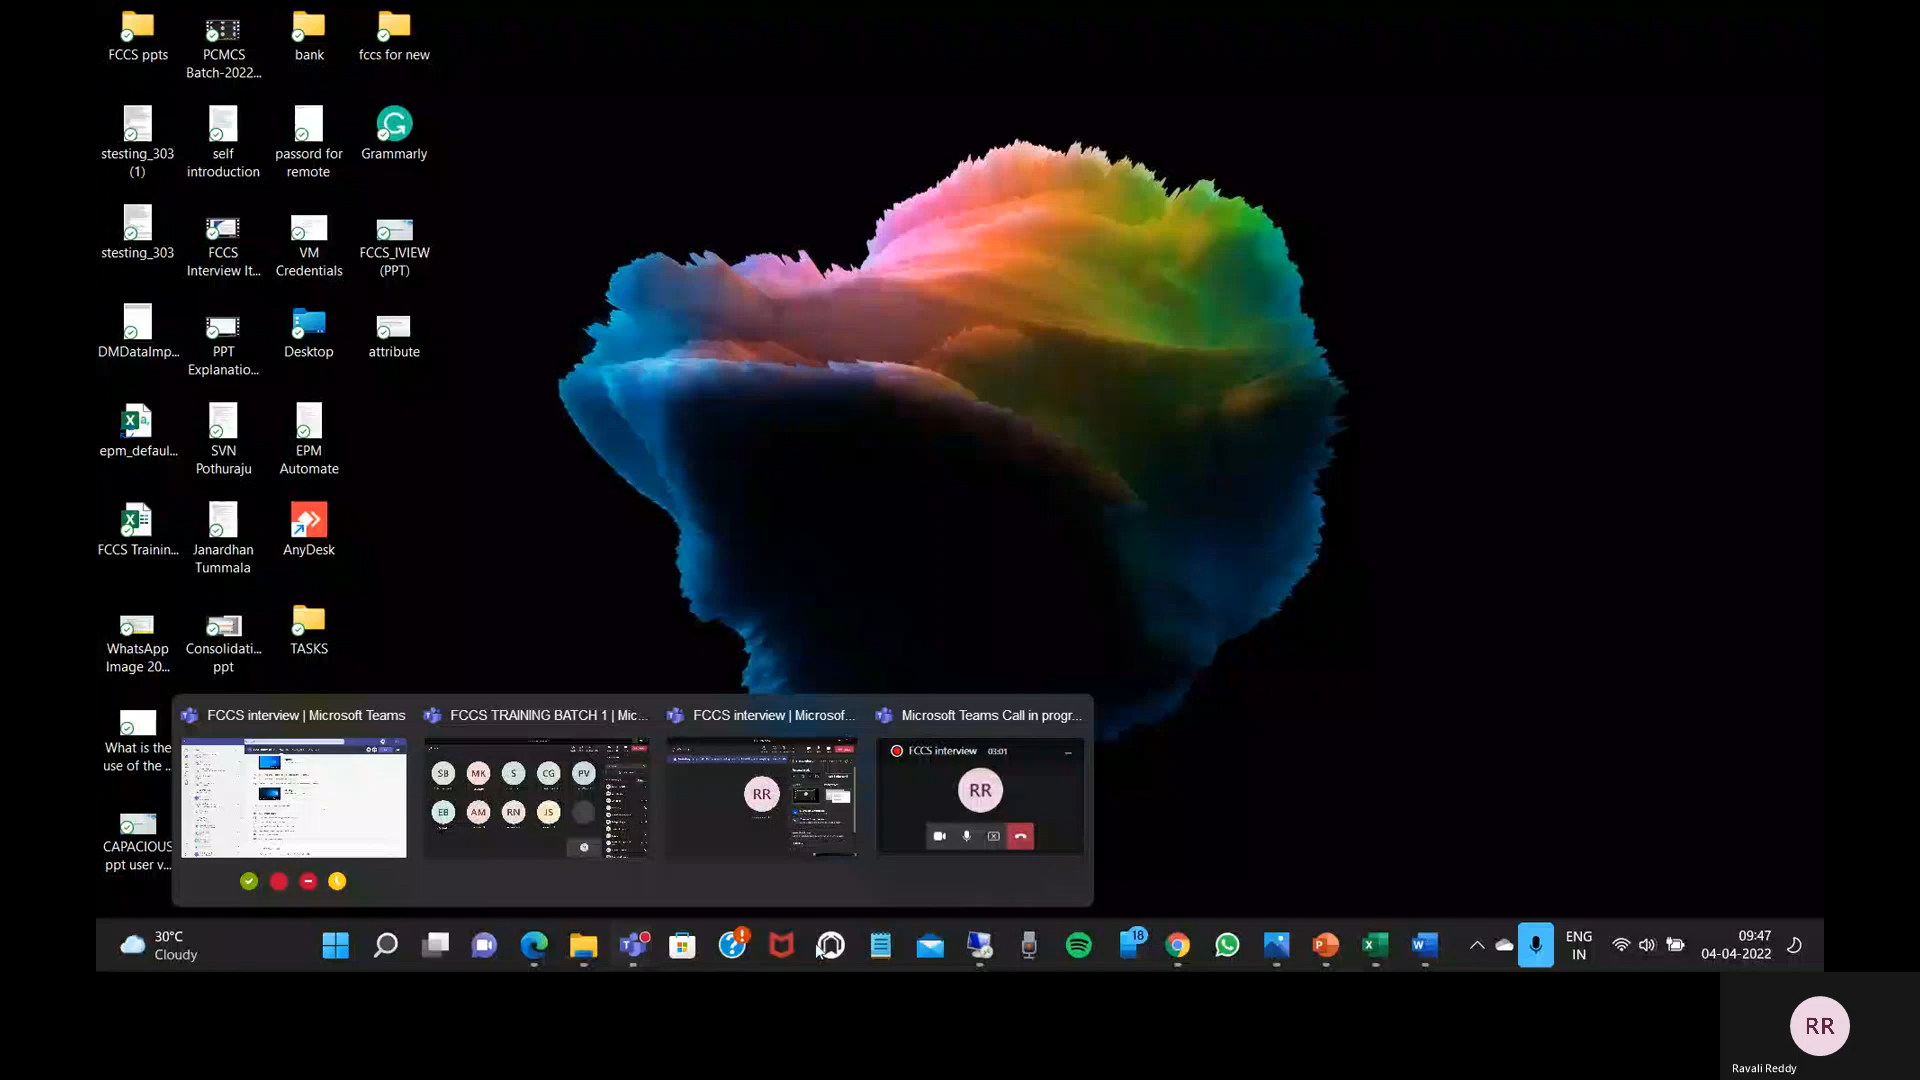 FCCS ppts
PCMCS
Batch-2022...
bank
fccs for new
stesting_303
(1)
self
introduction
passord for
remote
Grammarly
stesting_303
FCCS
Interview It...
VM
Credentials
FCCS_IVIEW
(PPT)
DMDataImp...
PPT
Explanatio...
Desktop
attribute
epm_defaul...
SVN
Pothuraju
EPM
Automate
FCCS Trainin...
Janardhan
Tummala
AnyDesk
WhatsApp
Image 20...
Consolidati...
ppt
TASKS
What is the
use of the ...
CAPACIOUS
ppt user v...
FCCS interview | Microsoft Teams
FCCS TRAINING BATCH 1 | Mic...
FCCS interview | Microsof...
Microsoft Teams Call in progr...
SB
MK
S
CG
PV
EB
AM
RN
JS
RR
FCCS interview 03:01
RR
30°C
Cloudy
18
ENG
IN
09:47
04-04-2022
RR
Ravali Reddy